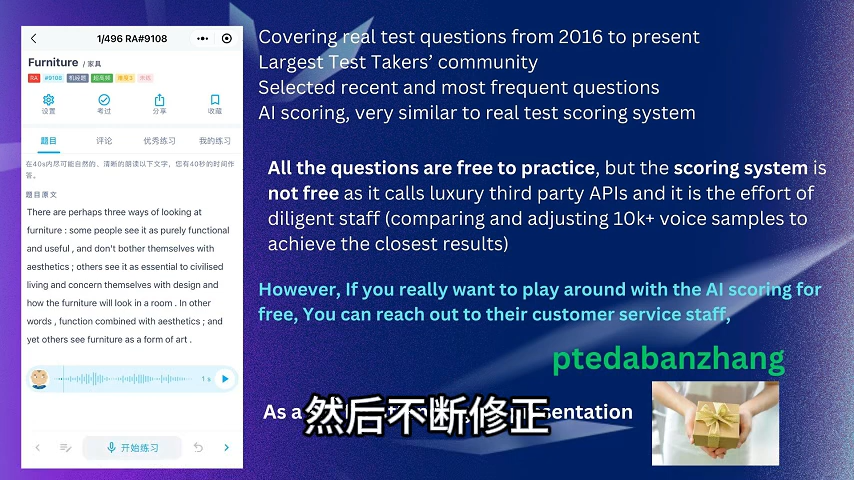 1/496 RA#9108
Furniture / 家具
RA #9108 机经题 超高频 难度5
设置 考过 分享 收藏
题目 评论 优秀练习 我的练习
在40s内尽可能自然的、清晰的朗读以下文字，您有40秒的时间作
答。
题目原文
There are perhaps three ways of looking at
furniture : some people see it as purely functional
and useful , and don't bother themselves with
aesthetics ; others see it as essential to civilised
living and concern themselves with design and
how the furniture will look in a room . In other
words , function combined with aesthetics ; and
yet others see furniture as a form of art .
1 s
开始练习
Covering real test questions from 2016 to present
Largest Test Takers' community
Selected recent and most frequent questions
AI scoring, very similar to real test scoring system
All the questions are free to practice, but the scoring system is
not free as it calls luxury third party APIs and it is the effort of
diligent staff (comparing and adjusting 10k+ voice samples to
achieve the closest results)
However, If you really want to play around with the AI scoring for
free, You can reach out to their customer service staff,
ptedabanzhang
As a
然后不断修正